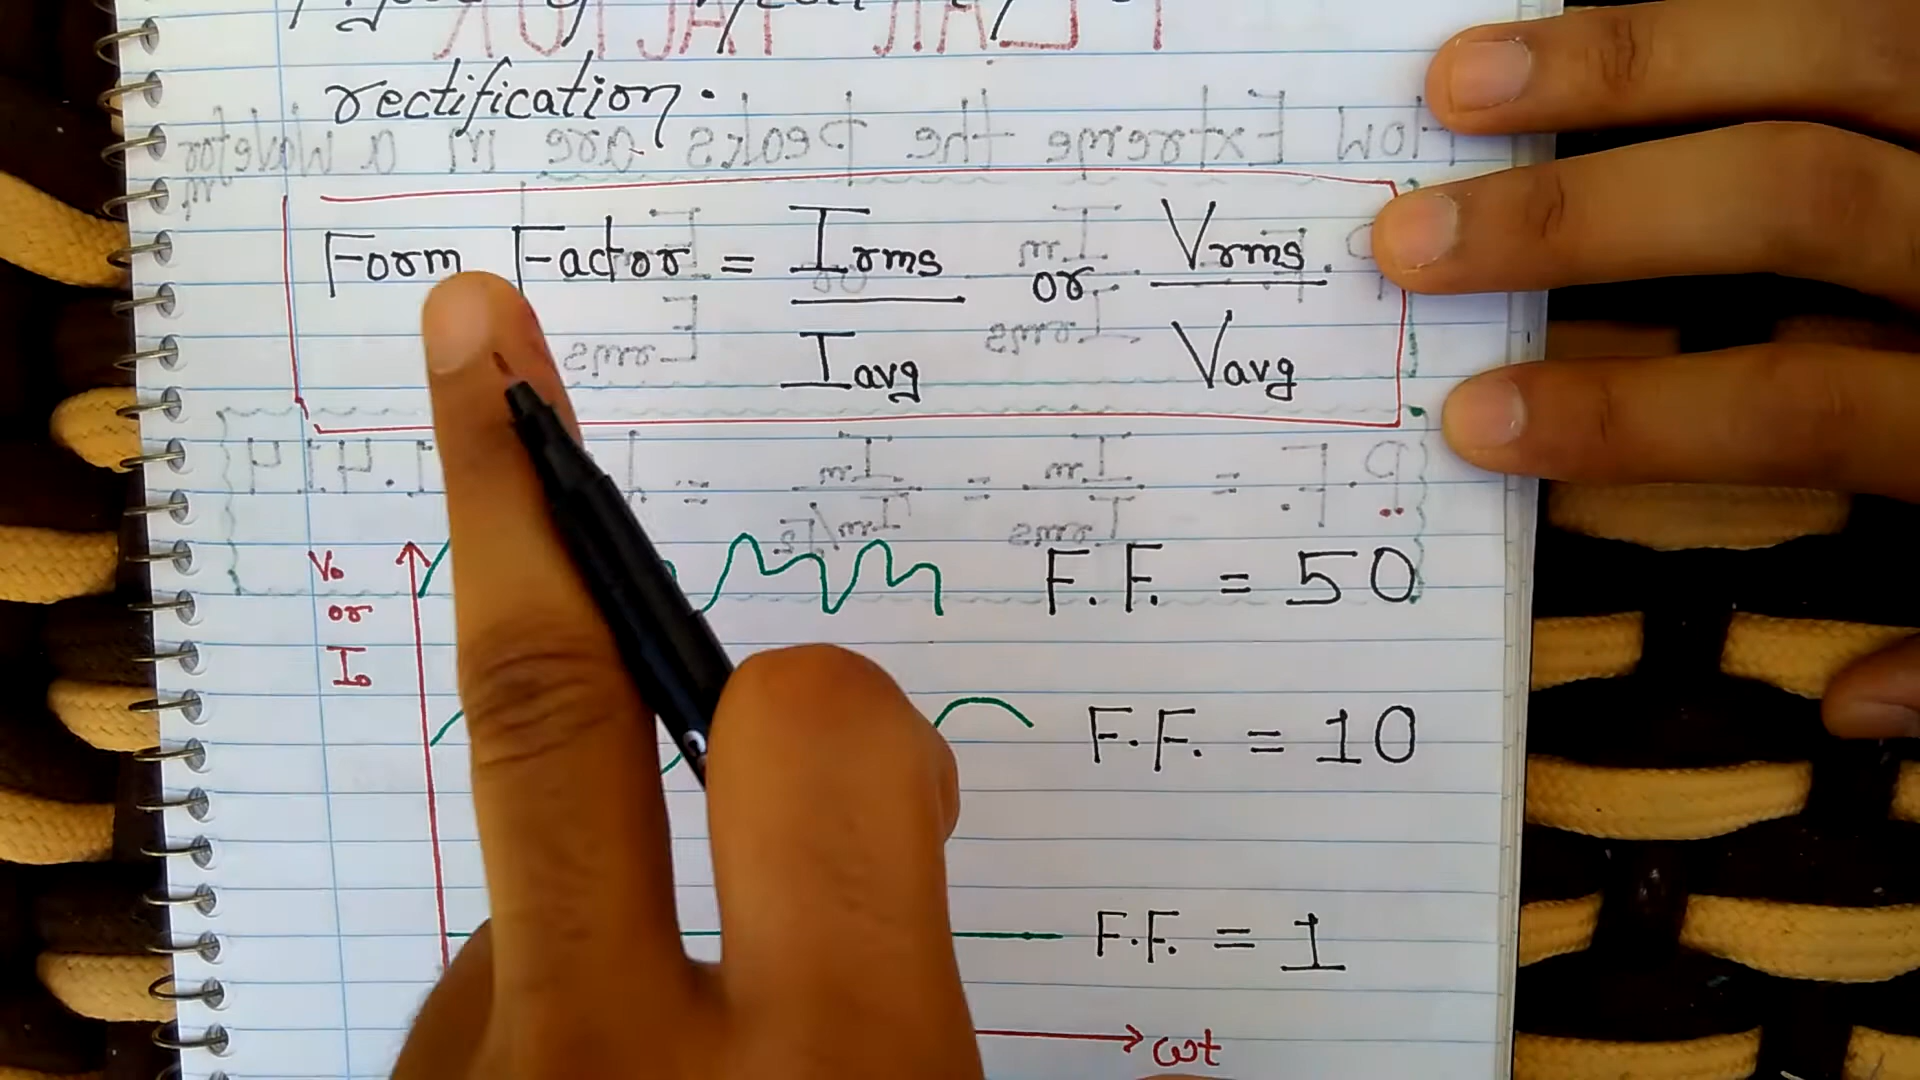 rectification.
Form Factor = Irms / Iavg or Vrms. / Vavg
Vo
or
Io
F.F. = 50
F.F. = 10
F.F. = 1
ωt